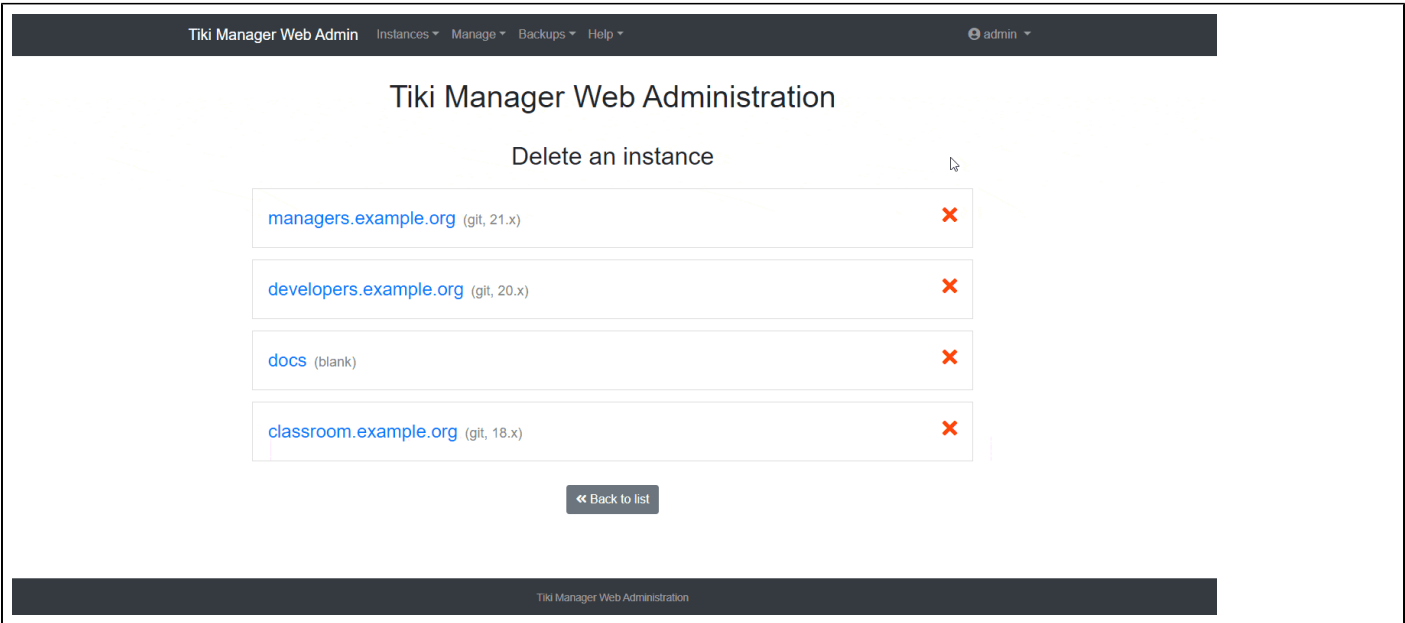 Tiki Manager Web Admin Instances Manage Backups Help admin
Tiki Manager Web Administration
Delete an instance
managers.example.org (git, 21.x)
developers.example.org (git, 20.x)
docs (blank)
classroom.example.org (git, 18.x)
Back to list
Tiki Manager Web Administration